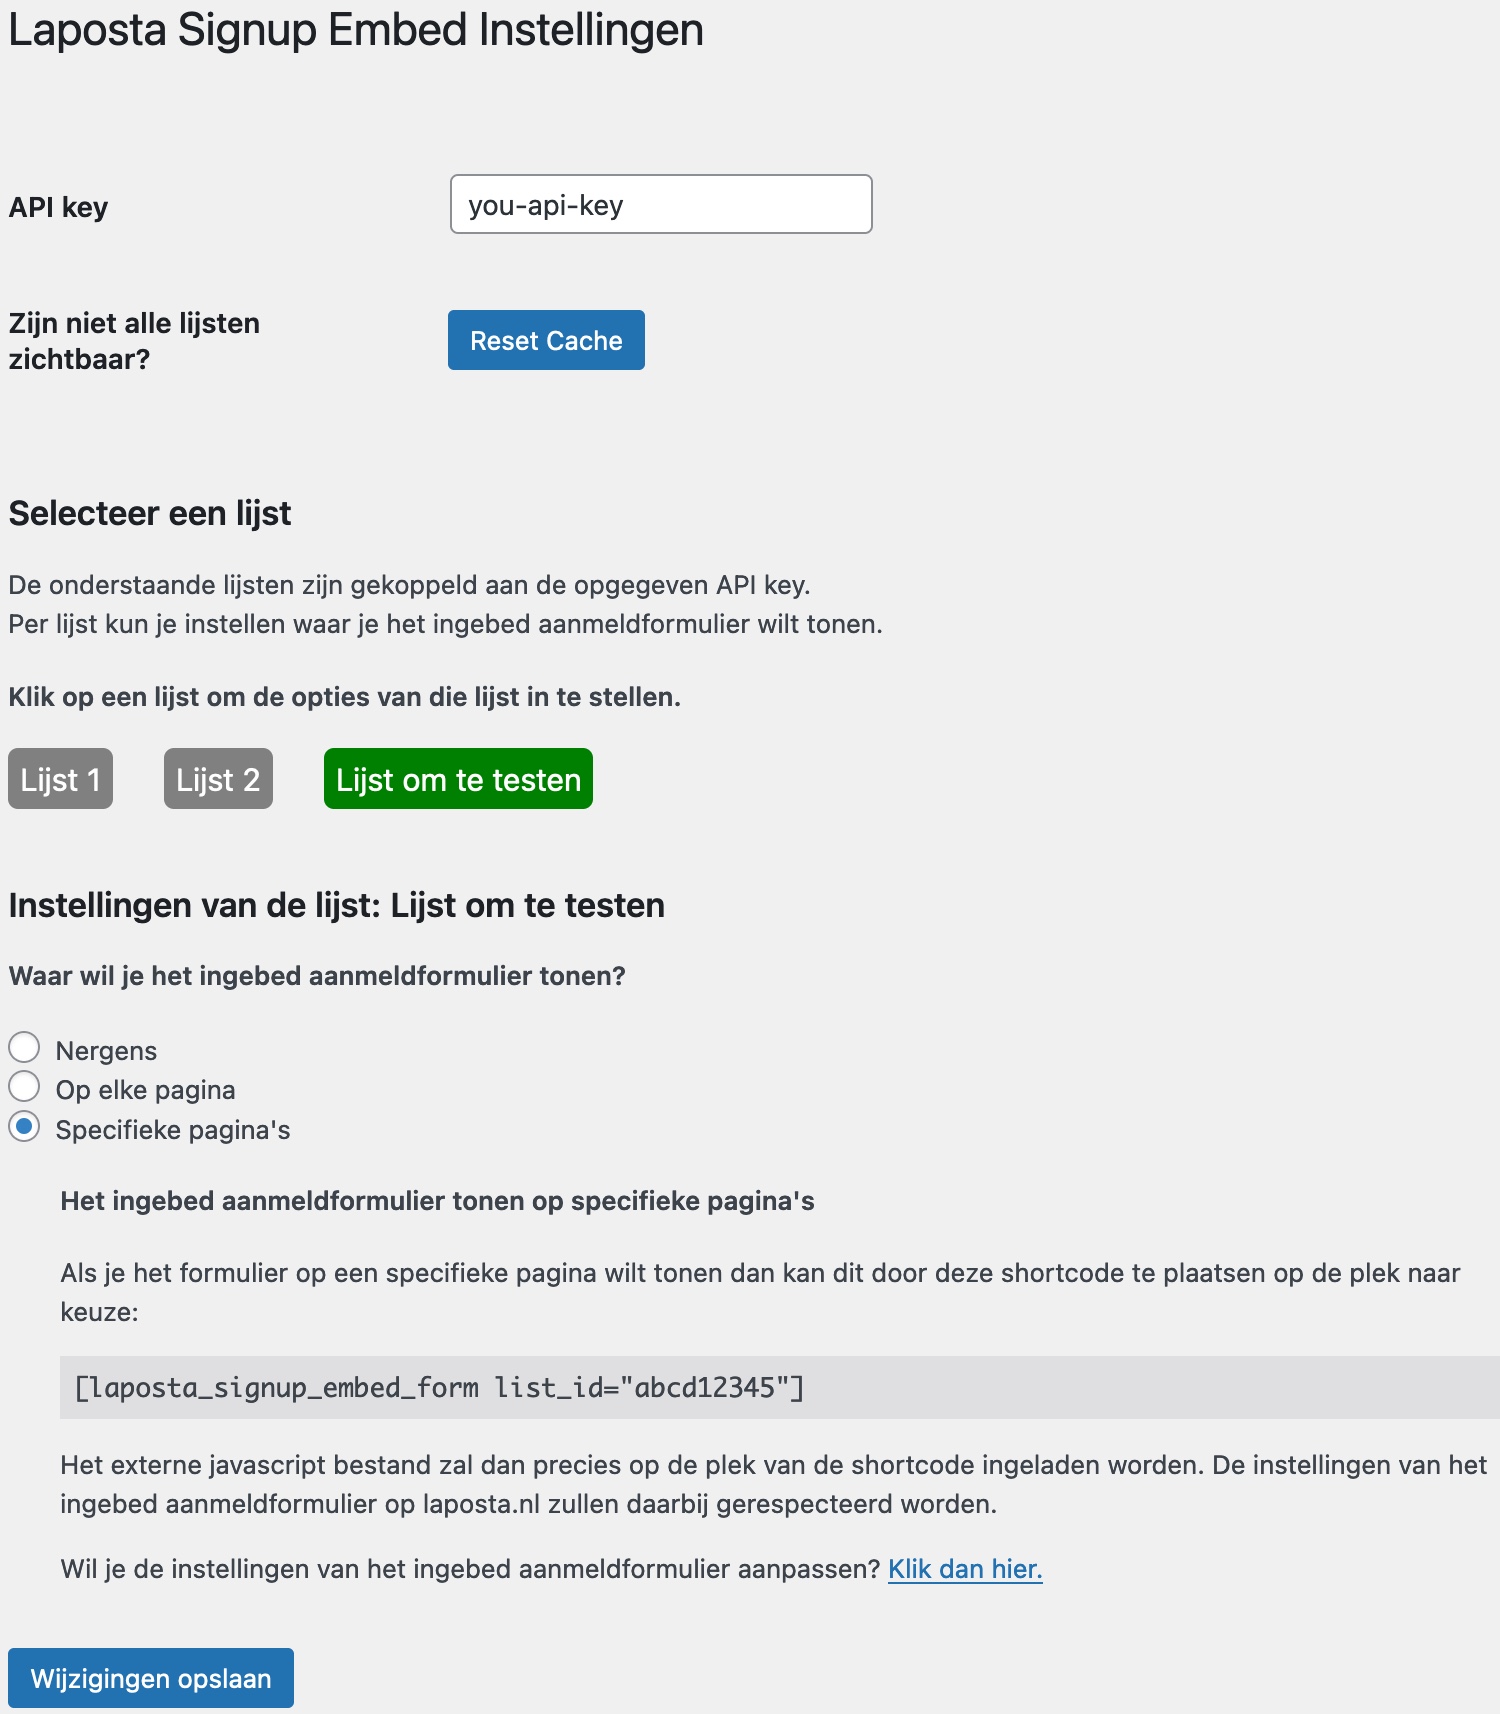 Laposta Signup Embed Instellingen
API key
you-api-key
Zijn niet alle lijsten
zichtbaar?
Reset Cache
Selecteer een lijst
De onderstaande lijsten zijn gekoppeld aan de opgegeven API key.
Per lijst kun je instellen waar je het ingebed aanmeldformulier wilt tonen.
Klik op een lijst om de opties van die lijst in te stellen.
Lijst 1 Lijst 2 Lijst om te testen
Instellingen van de lijst: Lijst om te testen
Waar wil je het ingebed aanmeldformulier tonen?
Nergens
Op elke pagina
Specifieke pagina's
Het ingebed aanmeldformulier tonen op specifieke pagina's
Als je het formulier op een specifieke pagina wilt tonen dan kan dit door deze shortcode te plaatsen op de plek naar
keuze:
[laposta_signup_embed_form list_id="abcd12345"]
Het externe javascript bestand zal dan precies op de plek van de shortcode ingeladen worden. De instellingen van het
ingebed aanmeldformulier op laposta.nl zullen daarbij gerespecteerd worden.
Wil je de instellingen van het ingebed aanmeldformulier aanpassen? Klik dan hier.
Wijzigingen opslaan